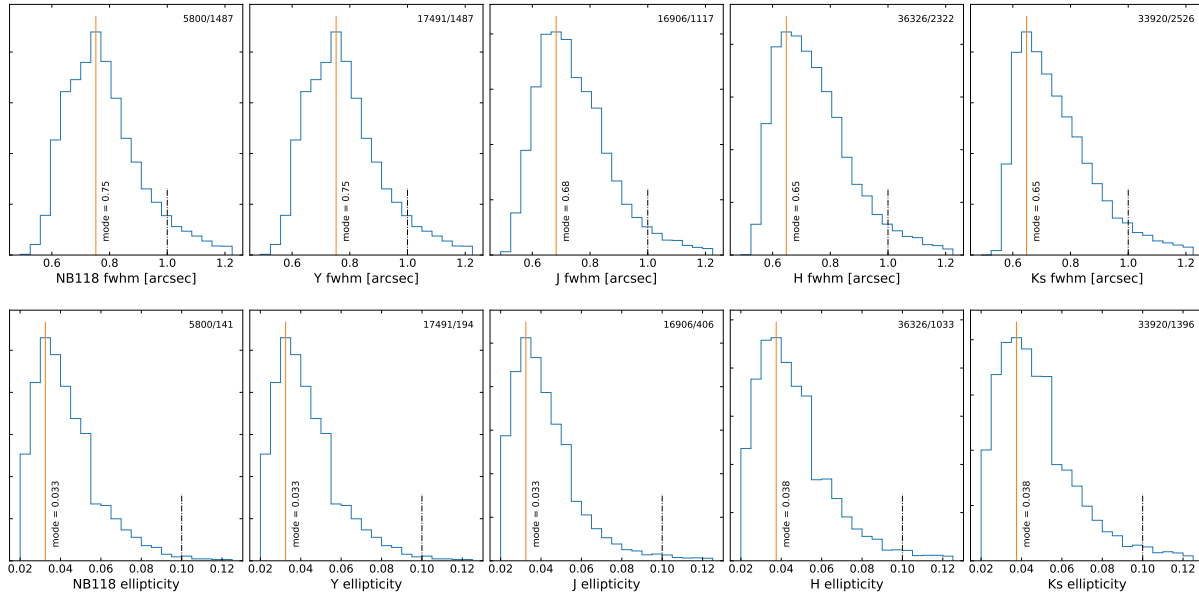 5800/1487
17491/1487
16906/1117
36326/2322
33920/2526
mode = 0.75
mode = 0.75
mode = 0.68
mode = 0.65
mode = 0.65
0.6 0.8 1.0 1.2
0.6 0.8 1.0 1.2
0.6 0.8 1.0 1.2
0.6 0.8 1.0 1.2
0.6 0.8 1.0 1.2
NB118 fwhm [arcsec]
Y fwhm [arcsec]
J fwhm [arcsec]
H fwhm [arcsec]
Ks fwhm [arcsec]
5800/141
17491/194
16906/406
36326/1033
33920/1396
mode = 0.033
mode = 0.033
mode = 0.033
mode = 0.038
mode = 0.038
0.02 0.04 0.06 0.08 0.10 0.12
0.02 0.04 0.06 0.08 0.10 0.12
0.02 0.04 0.06 0.08 0.10 0.12
0.02 0.04 0.06 0.08 0.10 0.12
0.02 0.04 0.06 0.08 0.10 0.12
NB118 ellipticity
Y ellipticity
J ellipticity
H ellipticity
Ks ellipticity